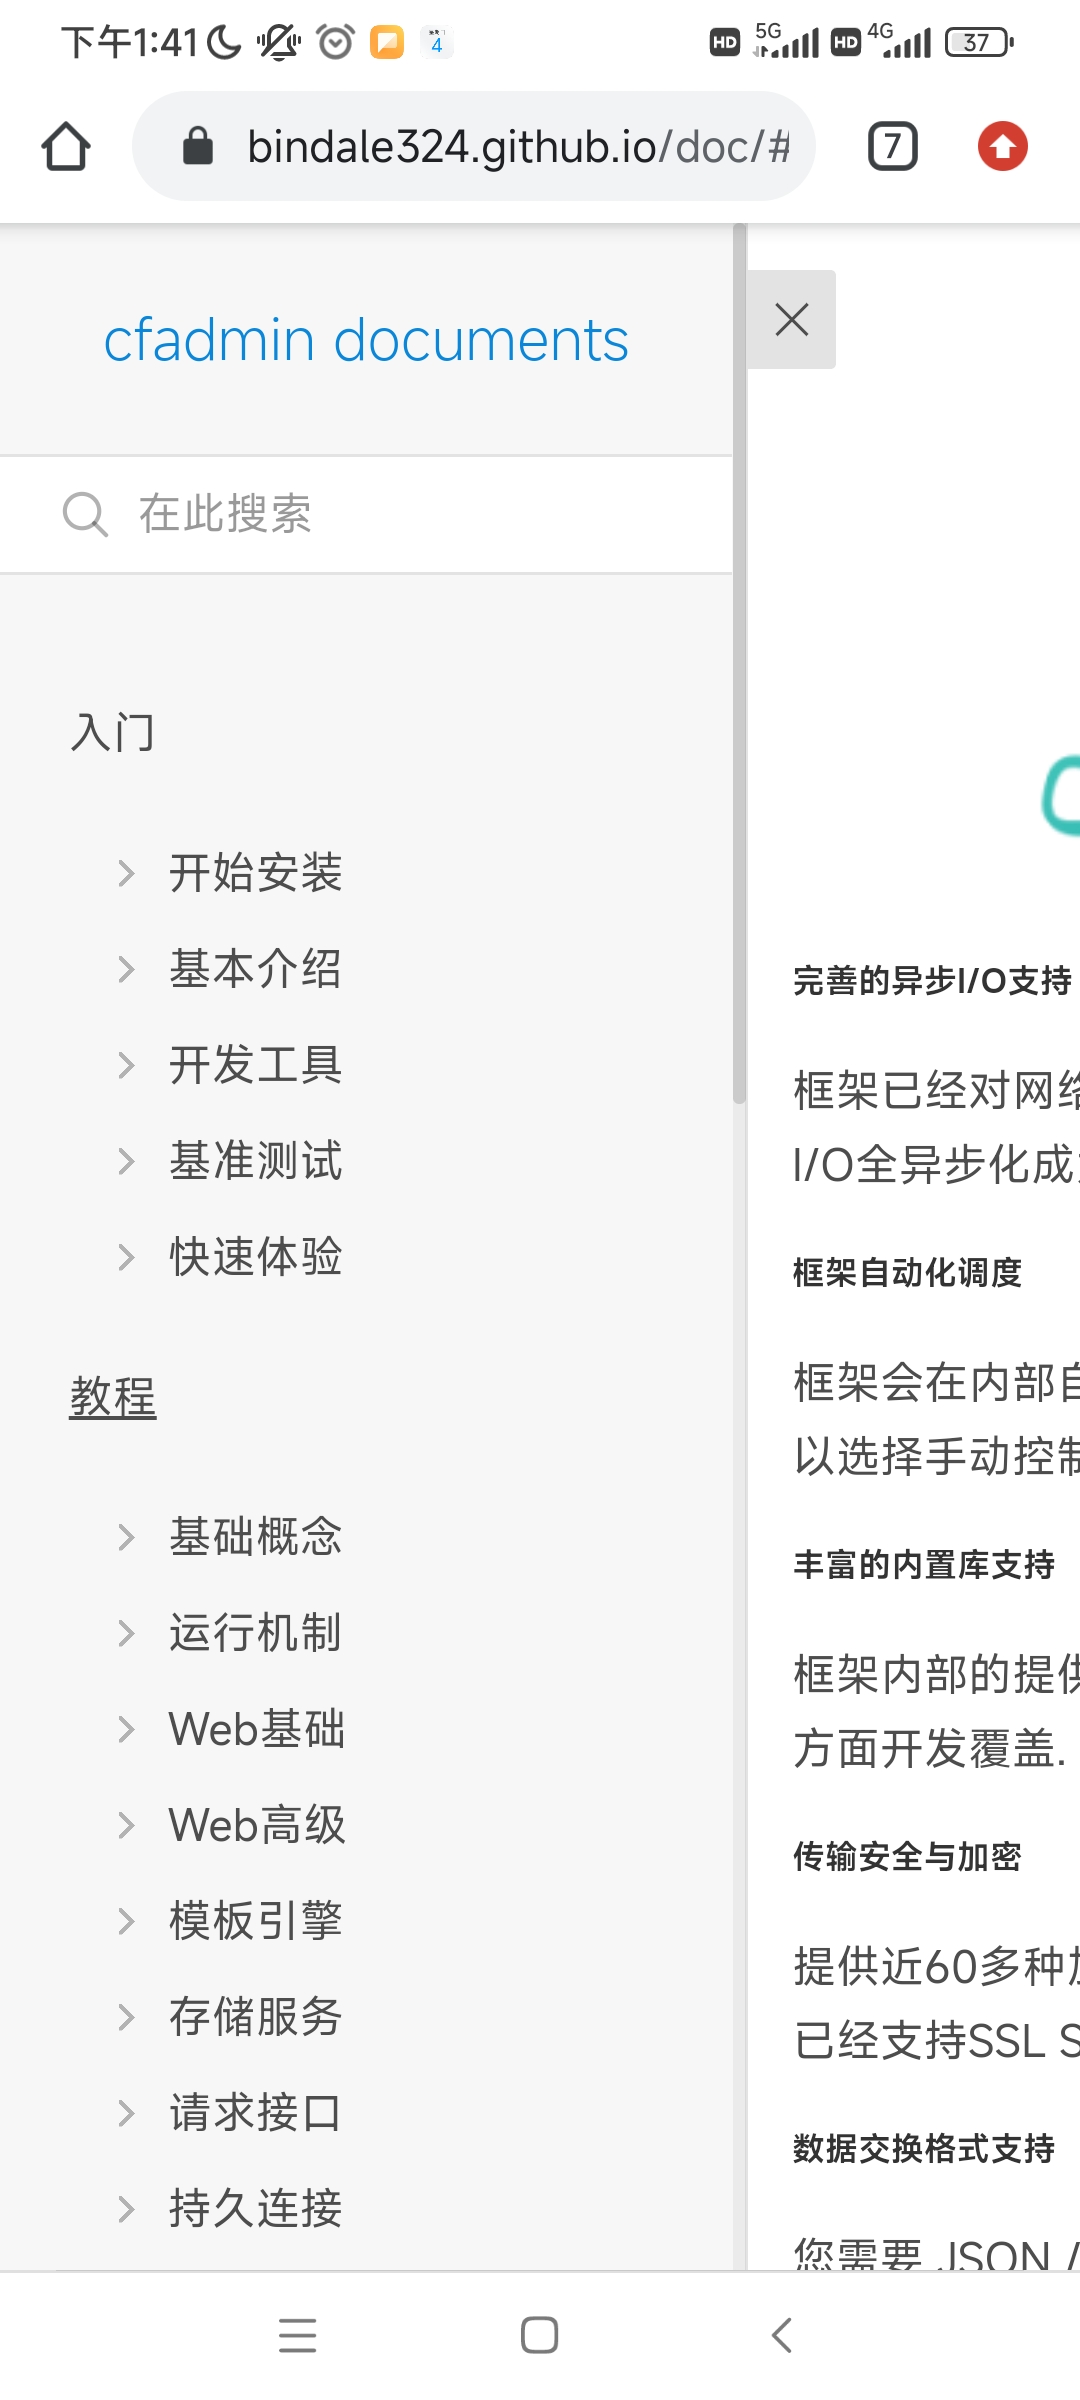 下午1:41
4
HD
5G
HD
4G
37
bindale324.github.io/doc/#
7
cfadmin documents
在此搜索
入门
开始安装
基本介绍
开发工具
基准测试
快速体验
教程
基础概念
运行机制
Web基础
Web高级
模板引擎
存储服务
请求接口
持久连接
完善的异步I/O支持
框架已经对网络
I/O全异步化成
框架自动化调度
框架会在内部自
以选择手动控制
丰富的内置库支持
框架内部的提供
方面开发覆盖.
传输安全与加密
提供近60多种加
已经支持SSL S
数据交换格式支持
您需要 JSON /